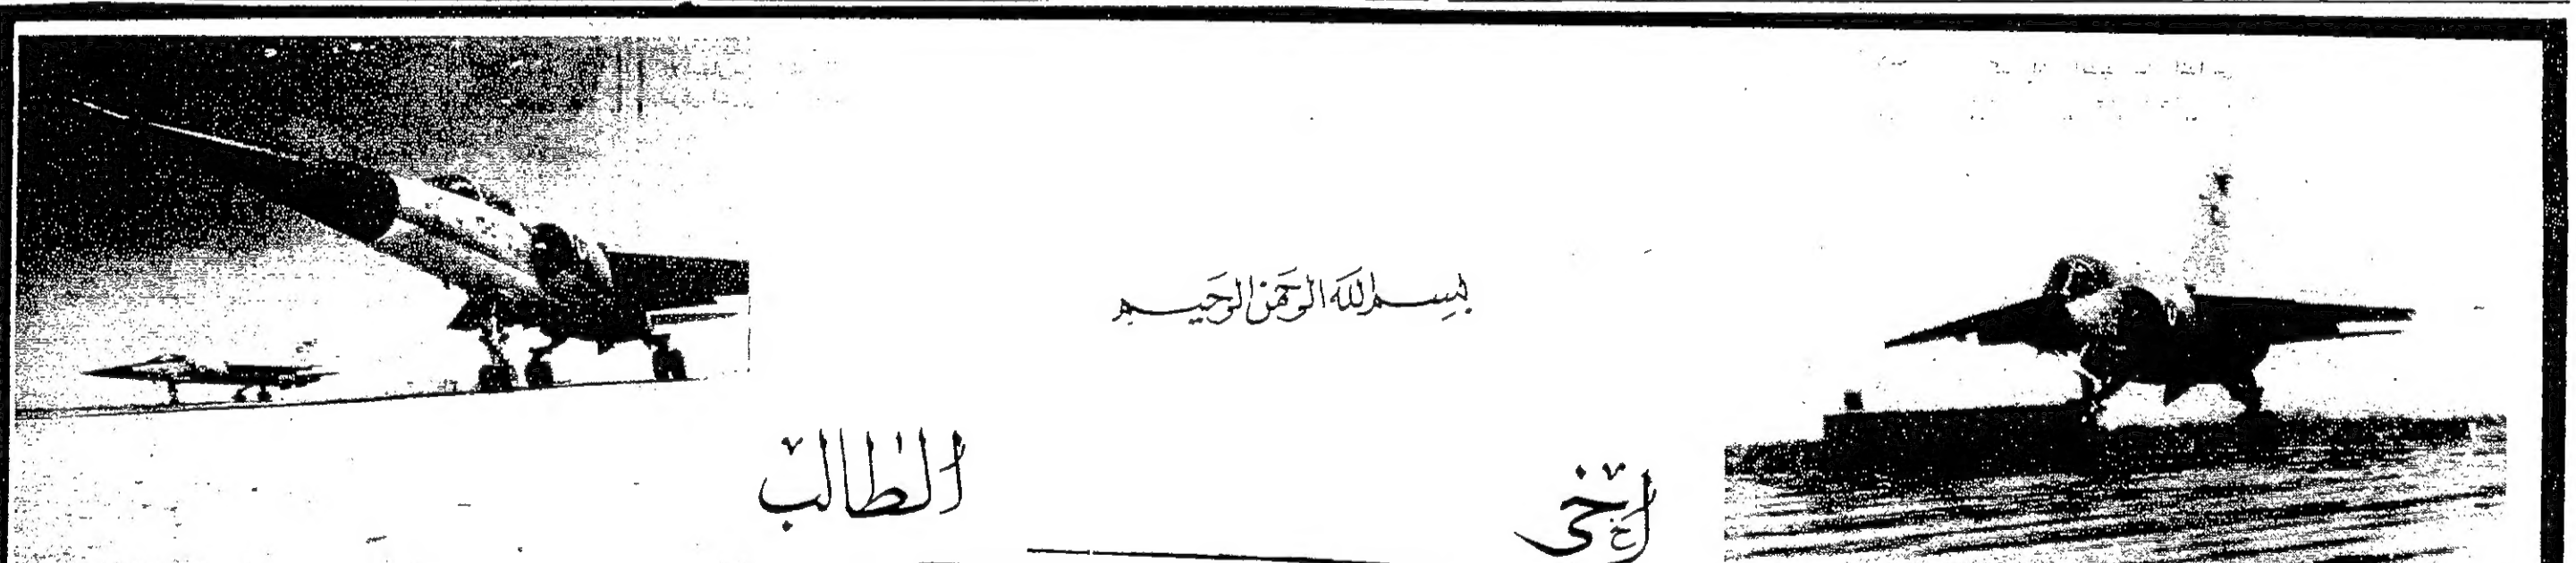 بسم الله الرحمن الرحيم
أخي الطالب